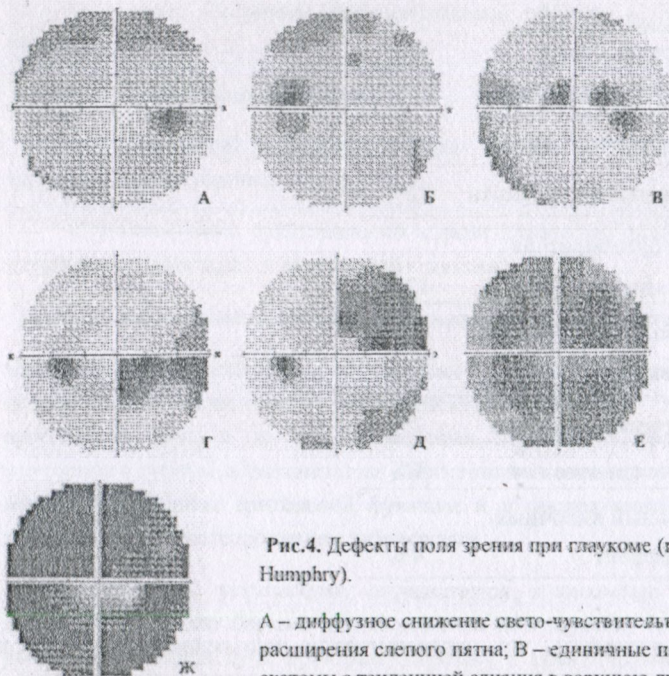 А
Б
В
Г
Д
Е
Ж
Рис.4. Дефекты поля зрения при глаукоме
Humphry).
А – диффузное снижение свето-чувствитель
расширения слепого пятна; В – единичные